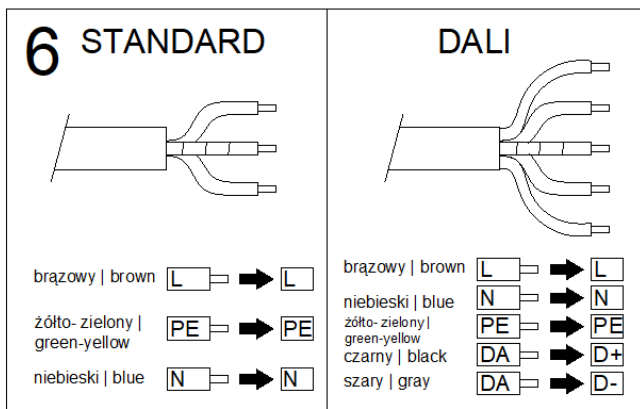 6 STANDARD
brązowy | brown L L
żółto- zielony |
green-yellow PE PE
niebieski | blue N N
DALI
brązowy | brown L L
niebieski | blue N N
żółto- zielony |
green-yellow PE PE
czarny | black DA D+
szary | gray DA D-